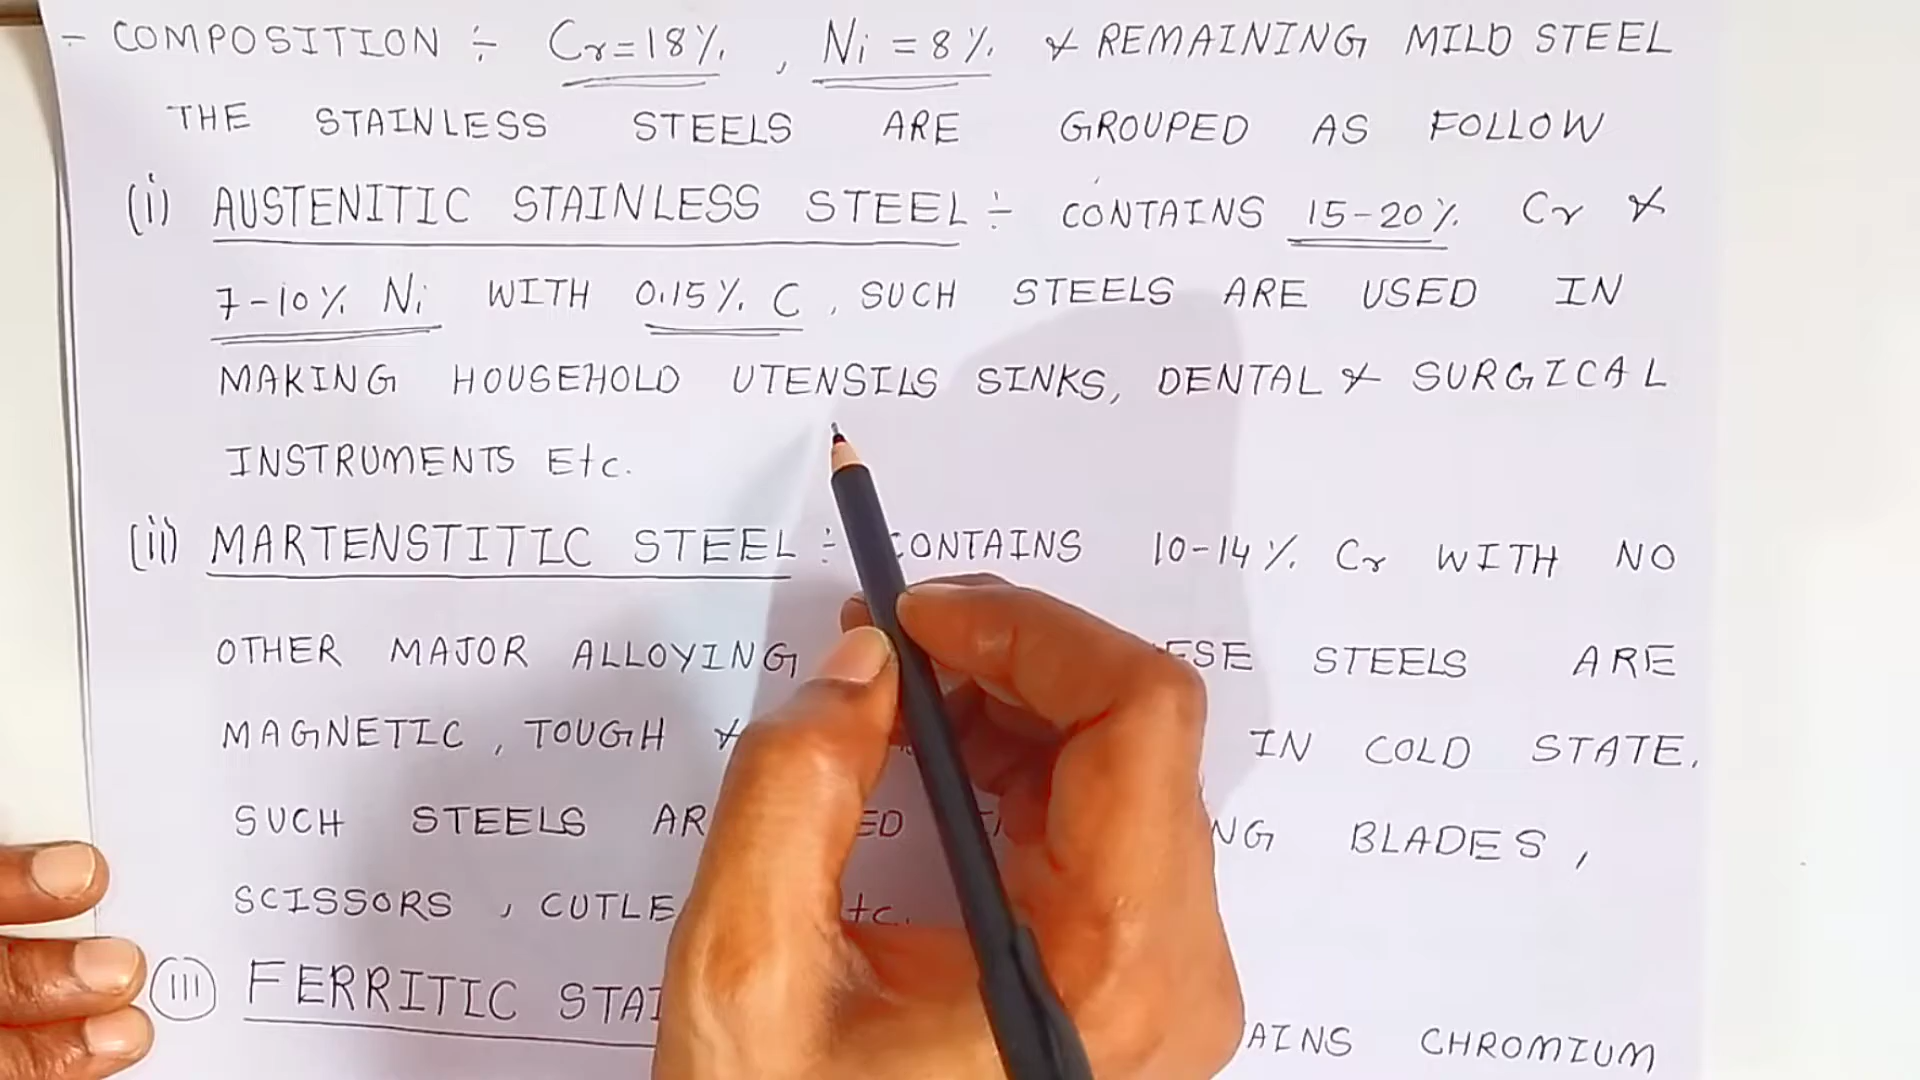 - COMPOSITION ÷ Cr=18%, Ni=8% & REMAINING MILD STEEL
THE STAINLESS STEELS ARE GROUPED AS FOLLOW
(i) AUSTENITIC STAINLESS STEEL ÷ CONTAINS 15-20% Cr &
7-10% Ni WITH 0.15% C, SUCH STEELS ARE USED IN
MAKING HOUSEHOLD UTENSILS SINKS, DENTAL & SURGICAL
INSTRUMENTS Etc.
(ii) MARTENSTITIC STEEL ÷ CONTAINS 10-14% Cr WITH NO
OTHER MAJOR ALLOYING STEELS ARE
MAGNETIC, TOUGH & IN COLD STATE.
SUCH STEELS BLADES,
SCISSORS, Etc.
(III) FERRITIC CHROMIUM